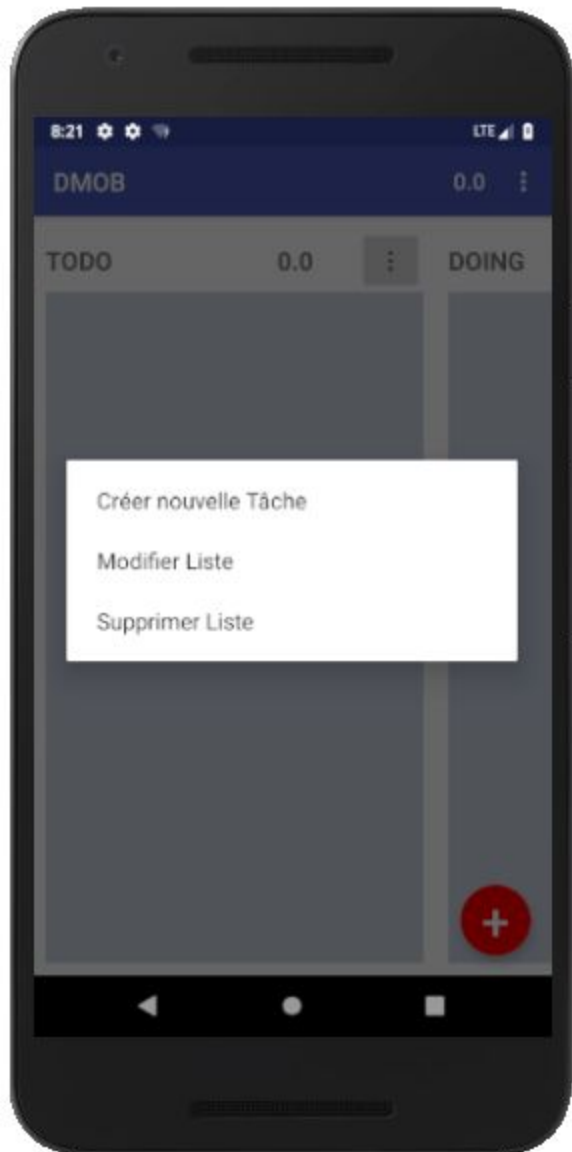 8:21 LTE
DMOB 0.0
TODO 0.0 DOING
Créer nouvelle Tâche
Modifier Liste
Supprimer Liste